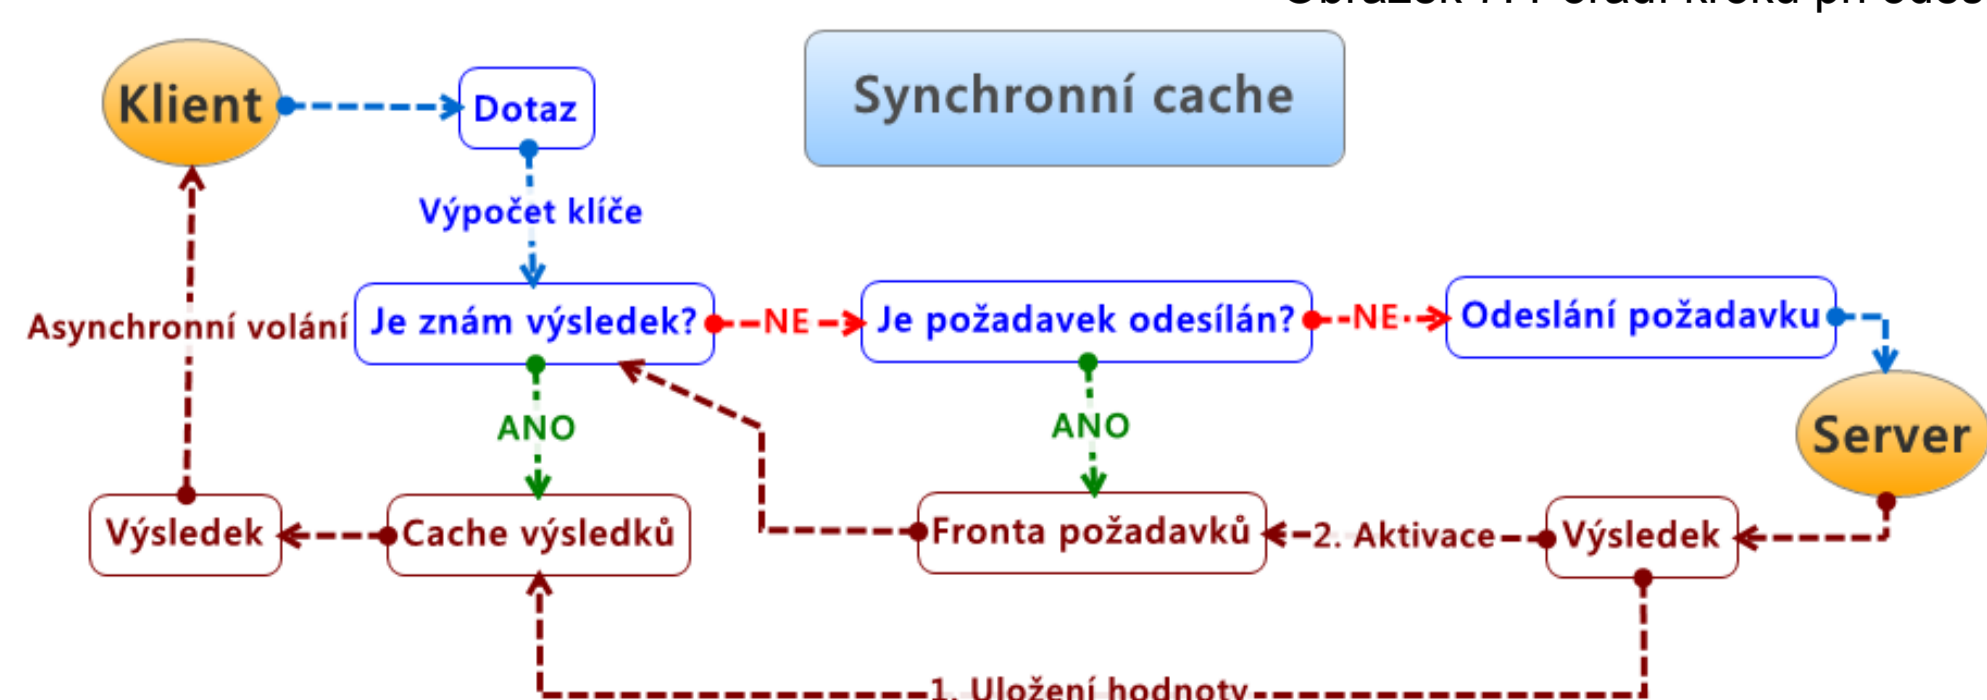 Synchronní cache
Klient
Dotaz
Výpočet klíče
Asynchronní volání
Je znám výsledek?
NE
Je požadavek odesílán?
NE
Odeslání požadavku
ANO
ANO
Server
Výsledek
Cache výsledků
Fronta požadavků
2. Aktivace
Výsledek
1. Uložení hodnoty